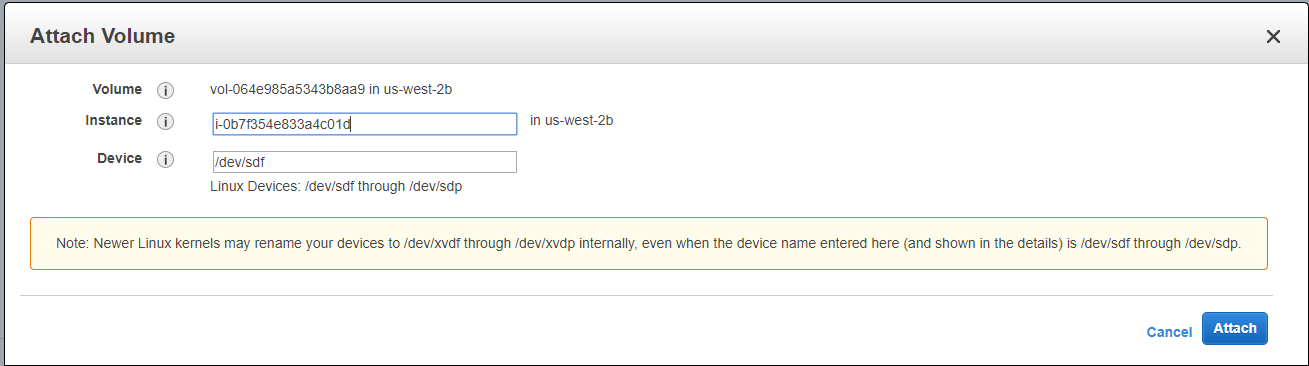 Attach Volume
Volume vol-064e985a5343b8aa9 in us-west-2b
Instance i-0b7f354e833a4c01d in us-west-2b
Device /dev/sdf
Linux Devices: /dev/sdf through /dev/sdp
Note: Newer Linux kernels may rename your devices to /dev/xvdf through /dev/xvdp internally, even when the device name entered here (and shown in the details) is /dev/sdf through /dev/sdp.
Cancel Attach